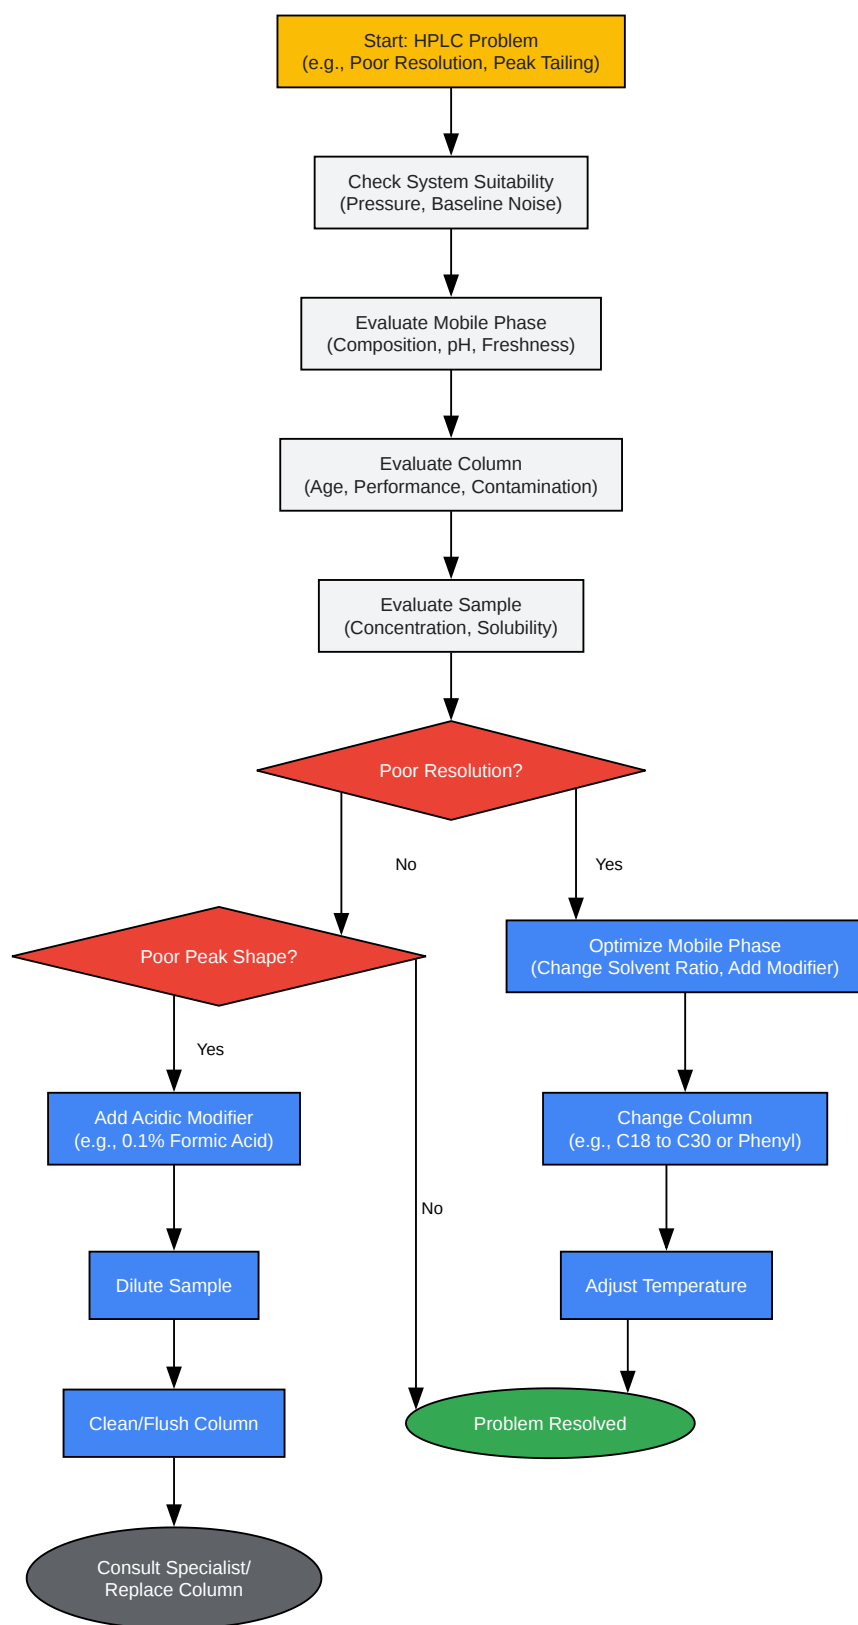 Start: HPLC Problem
(e.g., Poor Resolution, Peak Tailing)
Check System Suitability
(Pressure, Baseline Noise)
Evaluate Mobile Phase
(Composition, pH, Freshness)
Evaluate Column
(Age, Performance, Contamination)
Evaluate Sample
(Concentration, Solubility)
Poor Resolution?
No
Yes
Poor Peak Shape?
Optimize Mobile Phase
(Change Solvent Ratio, Add Modifier)
Yes
Add Acidic Modifier
(e.g., 0.1% Formic Acid)
Change Column
(e.g., C18 to C30 or Phenyl)
No
Dilute Sample
Adjust Temperature
Clean/Flush Column
Problem Resolved
Consult Specialist/
Replace Column